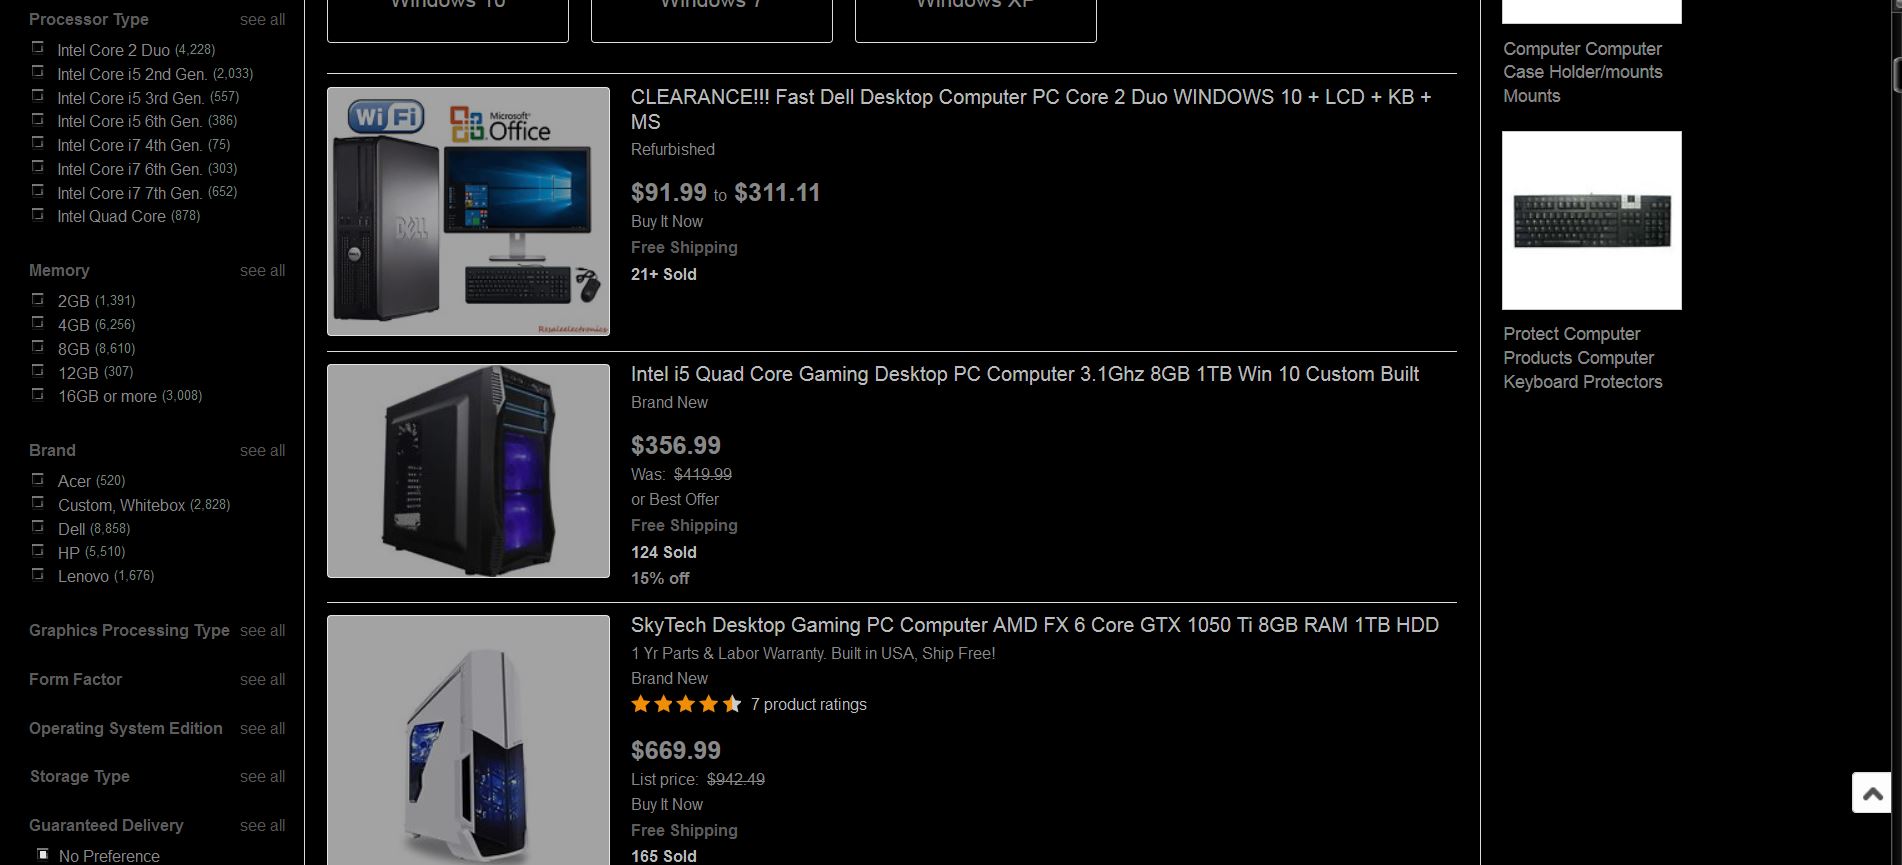 Windows 10
Windows 7
Windows XP
Processor Type see all
Intel Core 2 Duo (4,228)
Intel Core i5 2nd Gen. (2,033)
Intel Core i5 3rd Gen. (557)
Intel Core i5 6th Gen. (386)
Intel Core i7 4th Gen. (75)
Intel Core i7 6th Gen. (303)
Intel Core i7 7th Gen. (652)
Intel Quad Core (878)
Memory see all
2GB (1,391)
4GB (6,256)
8GB (8,610)
12GB (307)
16GB or more (3,008)
Brand see all
Acer (520)
Custom, Whitebox (2,828)
Dell (8,858)
HP (5,510)
Lenovo (1,676)
Graphics Processing Type see all
Form Factor see all
Operating System Edition see all
Storage Type see all
Guaranteed Delivery see all
No Preference
Wi Fi
Microsoft
Office
DELL
Resaleelectronics
CLEARANCE!!! Fast Dell Desktop Computer PC Core 2 Duo WINDOWS 10 + LCD + KB +
MS
Refurbished
$91.99 to $311.11
Buy It Now
Free Shipping
21+ Sold
Intel i5 Quad Core Gaming Desktop PC Computer 3.1Ghz 8GB 1TB Win 10 Custom Built
Brand New
$356.99
Was: $419.99
or Best Offer
Free Shipping
124 Sold
15% off
SkyTech Desktop Gaming PC Computer AMD FX 6 Core GTX 1050 Ti 8GB RAM 1TB HDD
1 Yr Parts & Labor Warranty. Built in USA, Ship Free!
Brand New
7 product ratings
$669.99
List price: $942.49
Buy It Now
Free Shipping
165 Sold
Computer Computer
Case Holder/mounts
Mounts
Protect Computer
Products Computer
Keyboard Protectors